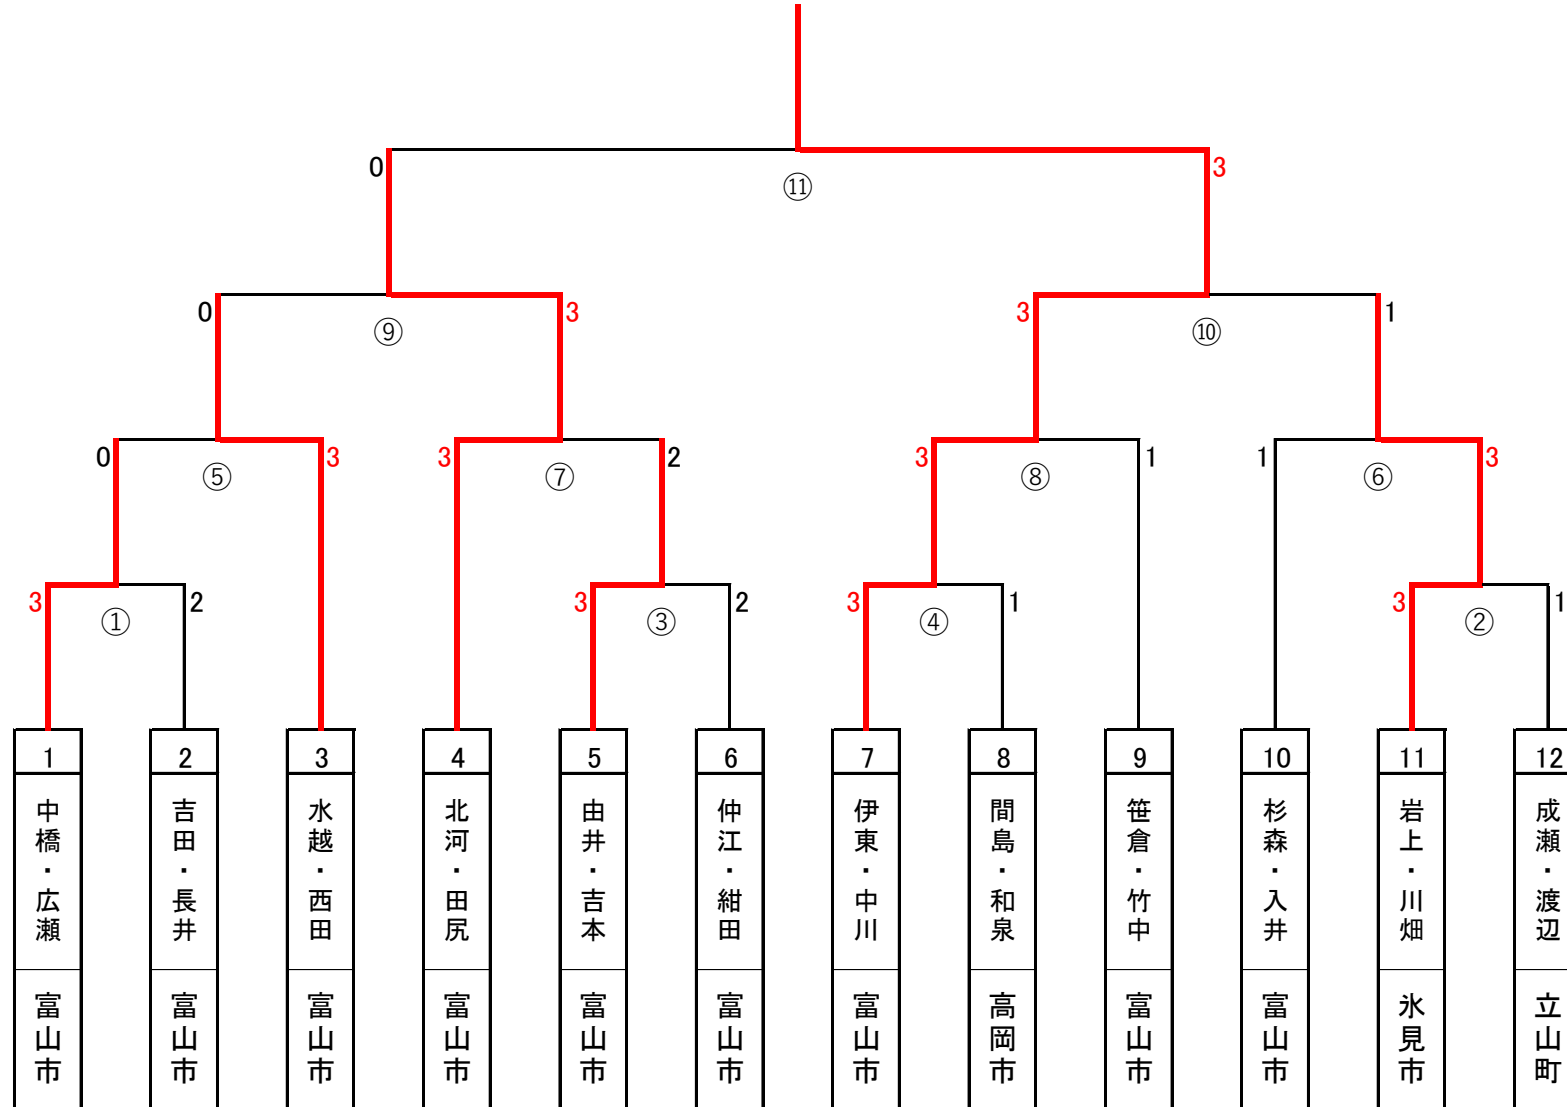 0
⑪
3
0
⑨
3
3
⑩
1
0
⑤
3
3
⑦
2
3
⑧
1
1
⑥
3
3
①
2
3
③
2
3
④
1
3
②
1
1
2
3
4
5
6
7
8
9
10
11
12
中橋・広瀬
吉田・長井
水越・西田
北河・田尻
由井・吉本
仲江・紺田
伊東・中川
間島・和泉
笹倉・竹中
杉森・入井
岩上・川畑
成瀬・渡辺
富山市
富山市
富山市
富山市
富山市
富山市
富山市
高岡市
富山市
富山市
氷見市
立山町